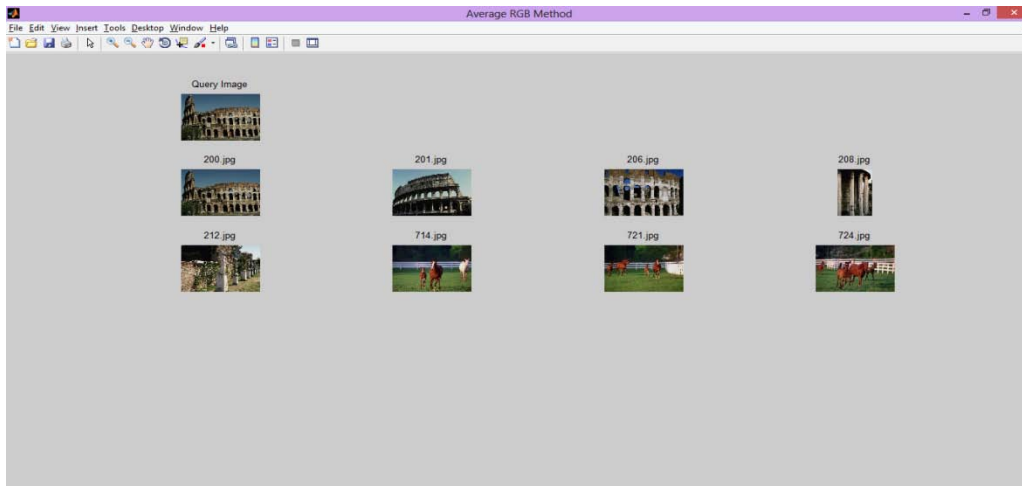 Average RGB Method
File Edit View Insert Tools Desktop Window Help
Query Image
200.jpg 201.jpg 206.jpg 208.jpg
212.jpg 714.jpg 721.jpg 724.jpg